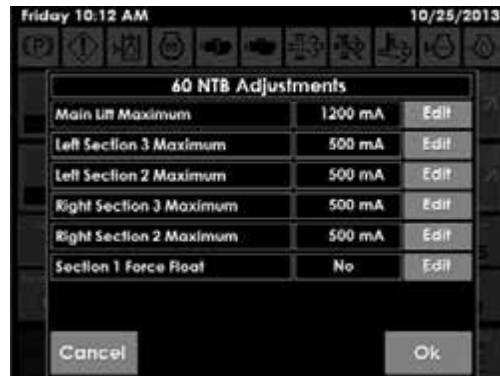 Friday 10:12 AM 10/25/2013
60 NTB Adjustments
Main Lift Maximum 1200 mA Edit
Left Section 3 Maximum 500 mA Edit
Left Section 2 Maximum 500 mA Edit
Right Section 3 Maximum 500 mA Edit
Right Section 2 Maximum 500 mA Edit
Section 1 Force Float No Edit
Cancel Ok